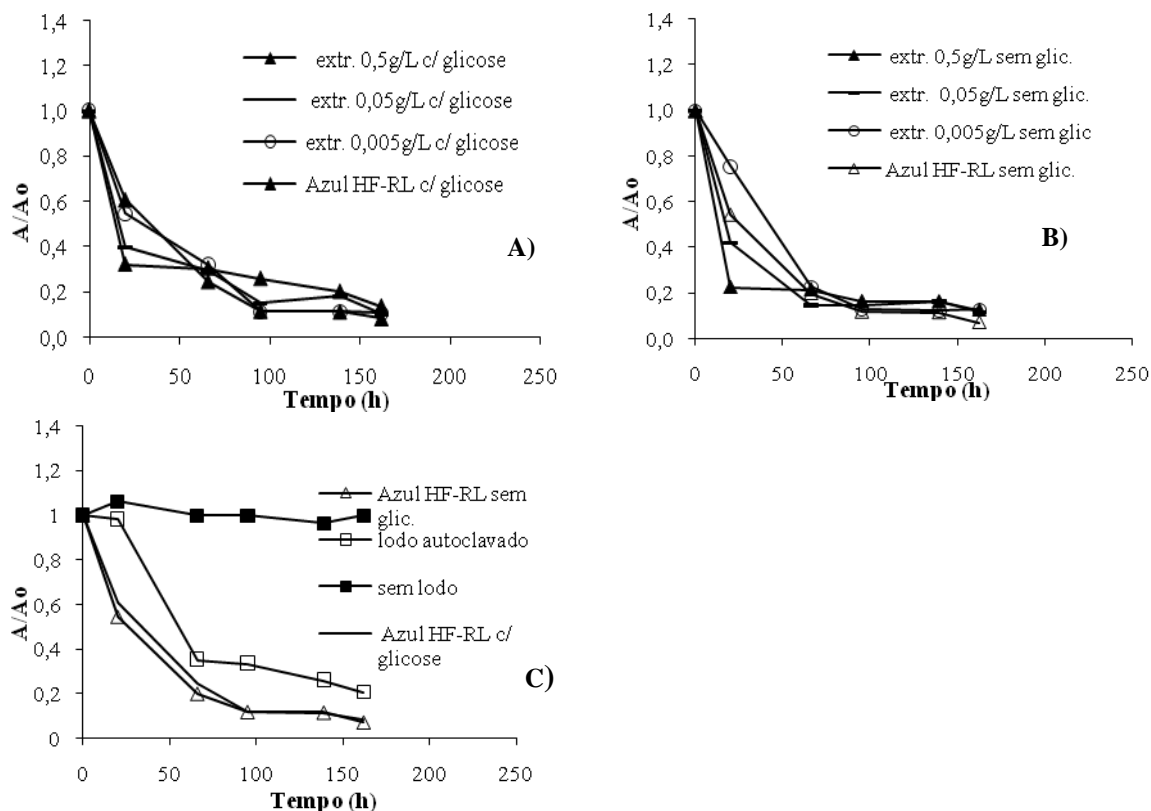 1,4
1,2
1,0
0,8
0,6
0,4
0,2
0,0
A/Ao
extr. 0,5g/L c/ glicose
extr. 0,05g/L c/ glicose
extr. 0,005g/L c/ glicose
Azul HF-RL c/ glicose
A)
0 50 100 150 200 250
Tempo (h)
1,4
1,2
1,0
0,8
0,6
0,4
0,2
0,0
A/Ao
extr. 0,5g/L sem glic.
extr. 0,05g/L sem glic.
extr. 0,005g/L sem glic
Azul HF-RL sem glic.
B)
0 50 100 150 200 250
Tempo (h)
1,4
1,2
1
0,8
0,6
0,4
0,2
0
A/Ao
Azul HF-RL sem
glic.
lodo autoclavado
sem lodo
Azul HF-RL c/
glicose
C)
0 50 100 150 200 250
Tempo (h)